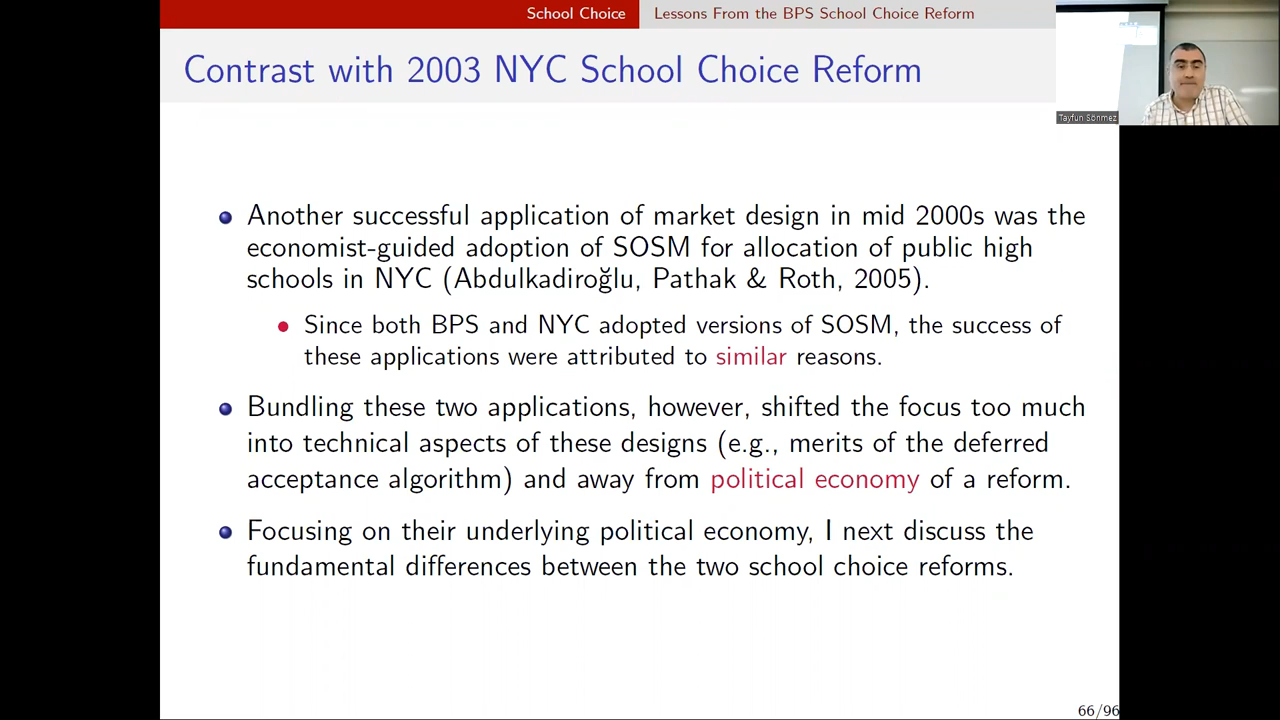 School Choice
Lessons From the BPS School Choice Reform
Contrast with 2003 NYC School Choice Reform
Tayfun Sönmez
Another successful application of market design in mid 2000s was the
economist-guided adoption of SOSM for allocation of public high
schools in NYC (Abdulkadiroğlu, Pathak & Roth, 2005).
Since both BPS and NYC adopted versions of SOSM, the success of
these applications were attributed to similar reasons.
Bundling these two applications, however, shifted the focus too much
into technical aspects of these designs (e.g., merits of the deferred
acceptance algorithm) and away from political economy of a reform.
Focusing on their underlying political economy, I next discuss the
fundamental differences between the two school choice reforms.
66/96